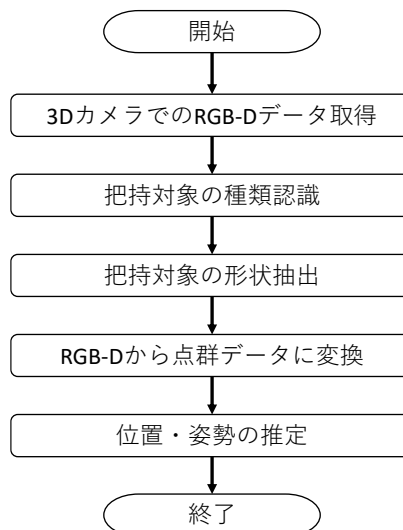 開始
3DカメラでのRGB-Dデータ取得
把持対象の種類認識
把持対象の形状抽出
RGB-Dから点群データに変換
位置・姿勢の推定
終了